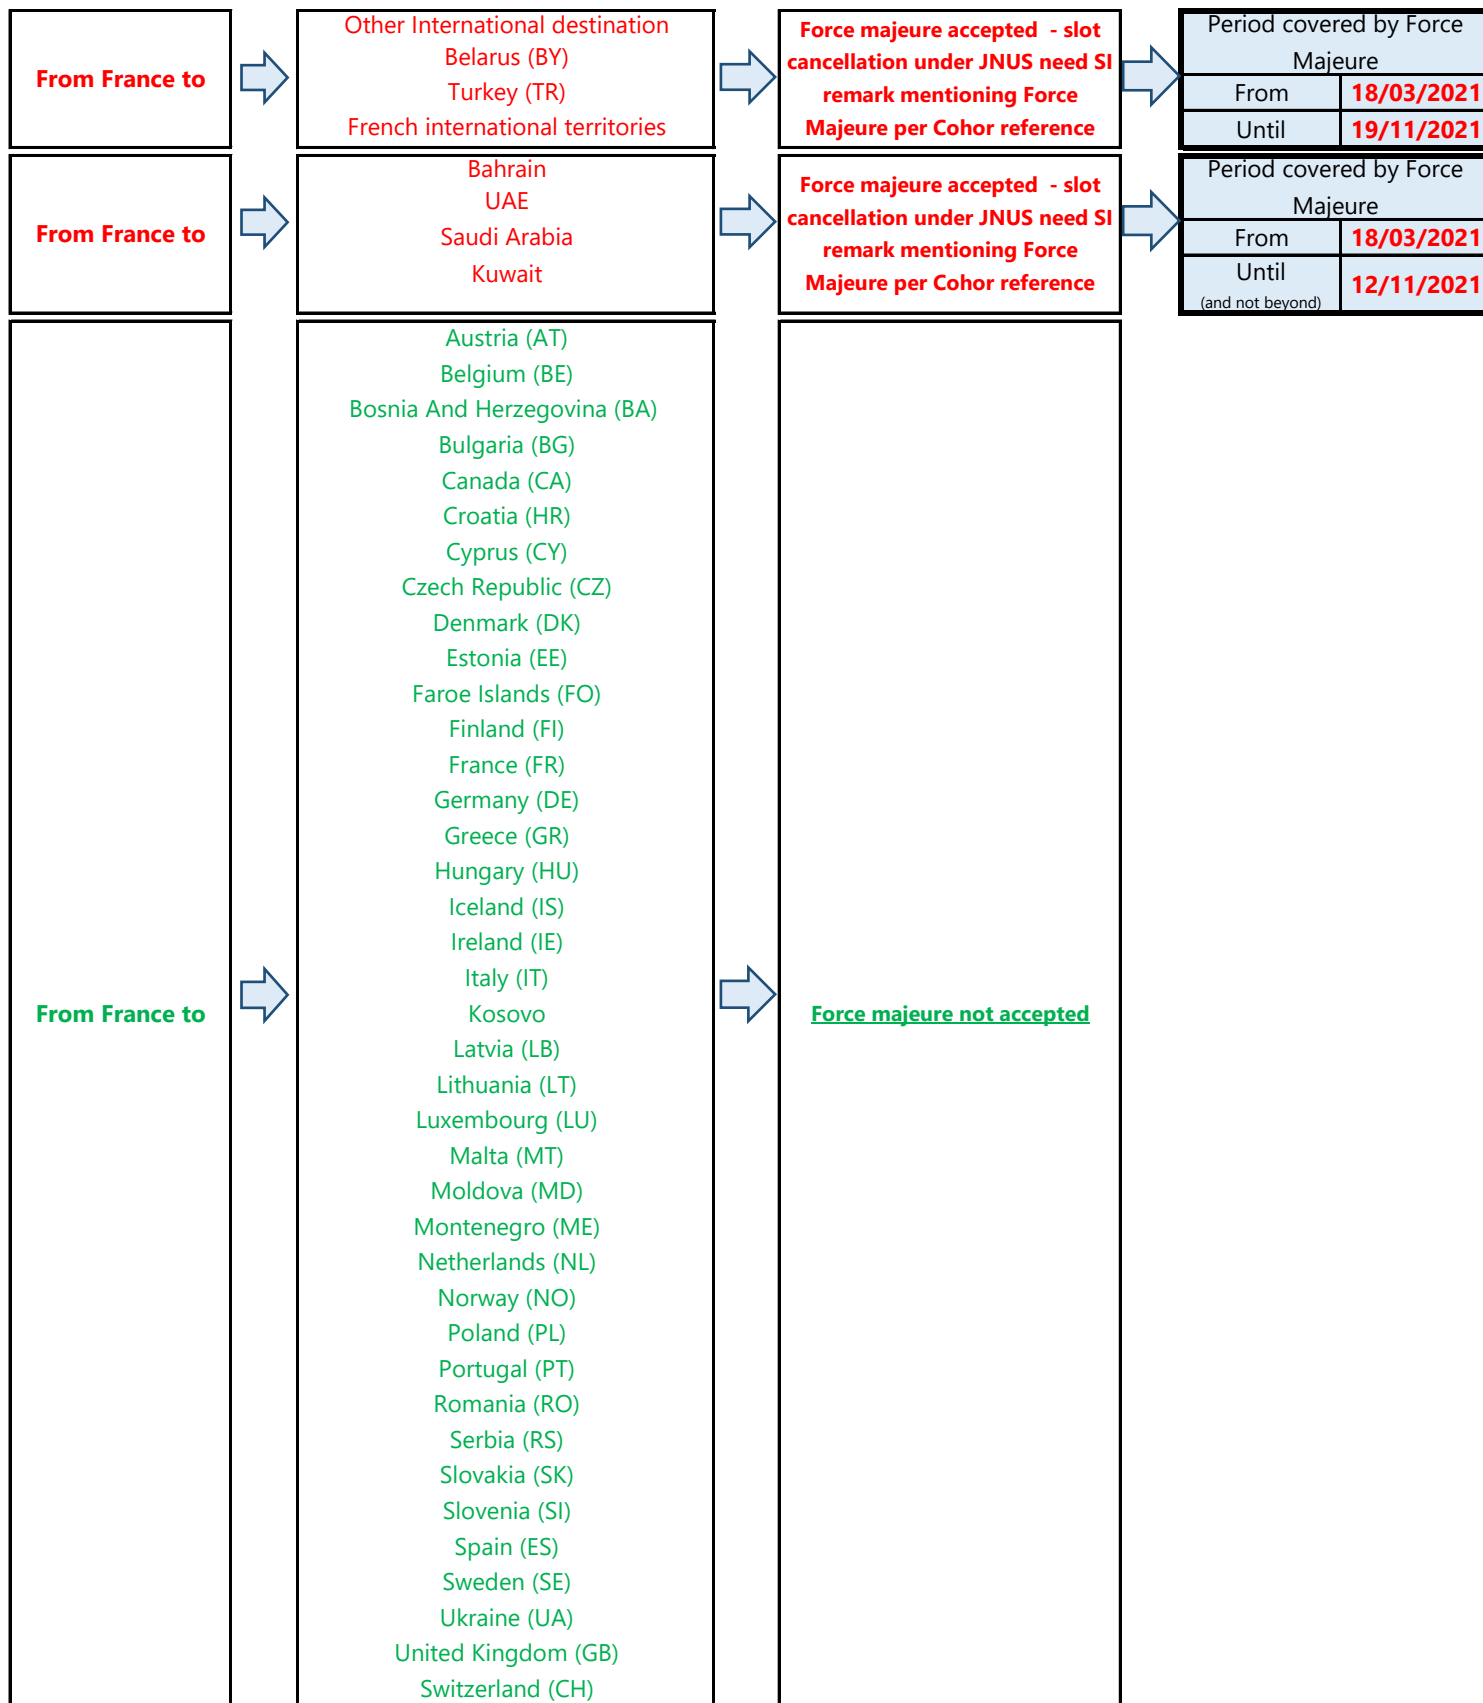 From France to
Other International destination
Belarus (BY)
Turkey (TR)
French international territories
Force majeure accepted - slot
cancellation under JNUS need SI
remark mentioning Force
Majeure per Cohor reference
Period covered by Force
Majeure
From 18/03/2021
Until 19/11/2021
From France to
Bahrain
UAE
Saudi Arabia
Kuwait
Force majeure accepted - slot
cancellation under JNUS need SI
remark mentioning Force
Majeure per Cohor reference
Period covered by Force
Majeure
From 18/03/2021
Until
(and not beyond)
12/11/2021
From France to
Austria (AT)
Belgium (BE)
Bosnia And Herzegovina (BA)
Bulgaria (BG)
Canada (CA)
Croatia (HR)
Cyprus (CY)
Czech Republic (CZ)
Denmark (DK)
Estonia (EE)
Faroe Islands (FO)
Finland (FI)
France (FR)
Germany (DE)
Greece (GR)
Hungary (HU)
Iceland (IS)
Ireland (IE)
Italy (IT)
Kosovo
Latvia (LB)
Lithuania (LT)
Luxembourg (LU)
Malta (MT)
Moldova (MD)
Montenegro (ME)
Netherlands (NL)
Norway (NO)
Poland (PL)
Portugal (PT)
Romania (RO)
Serbia (RS)
Slovakia (SK)
Slovenia (SI)
Spain (ES)
Sweden (SE)
Ukraine (UA)
United Kingdom (GB)
Switzerland (CH)
Force majeure not accepted